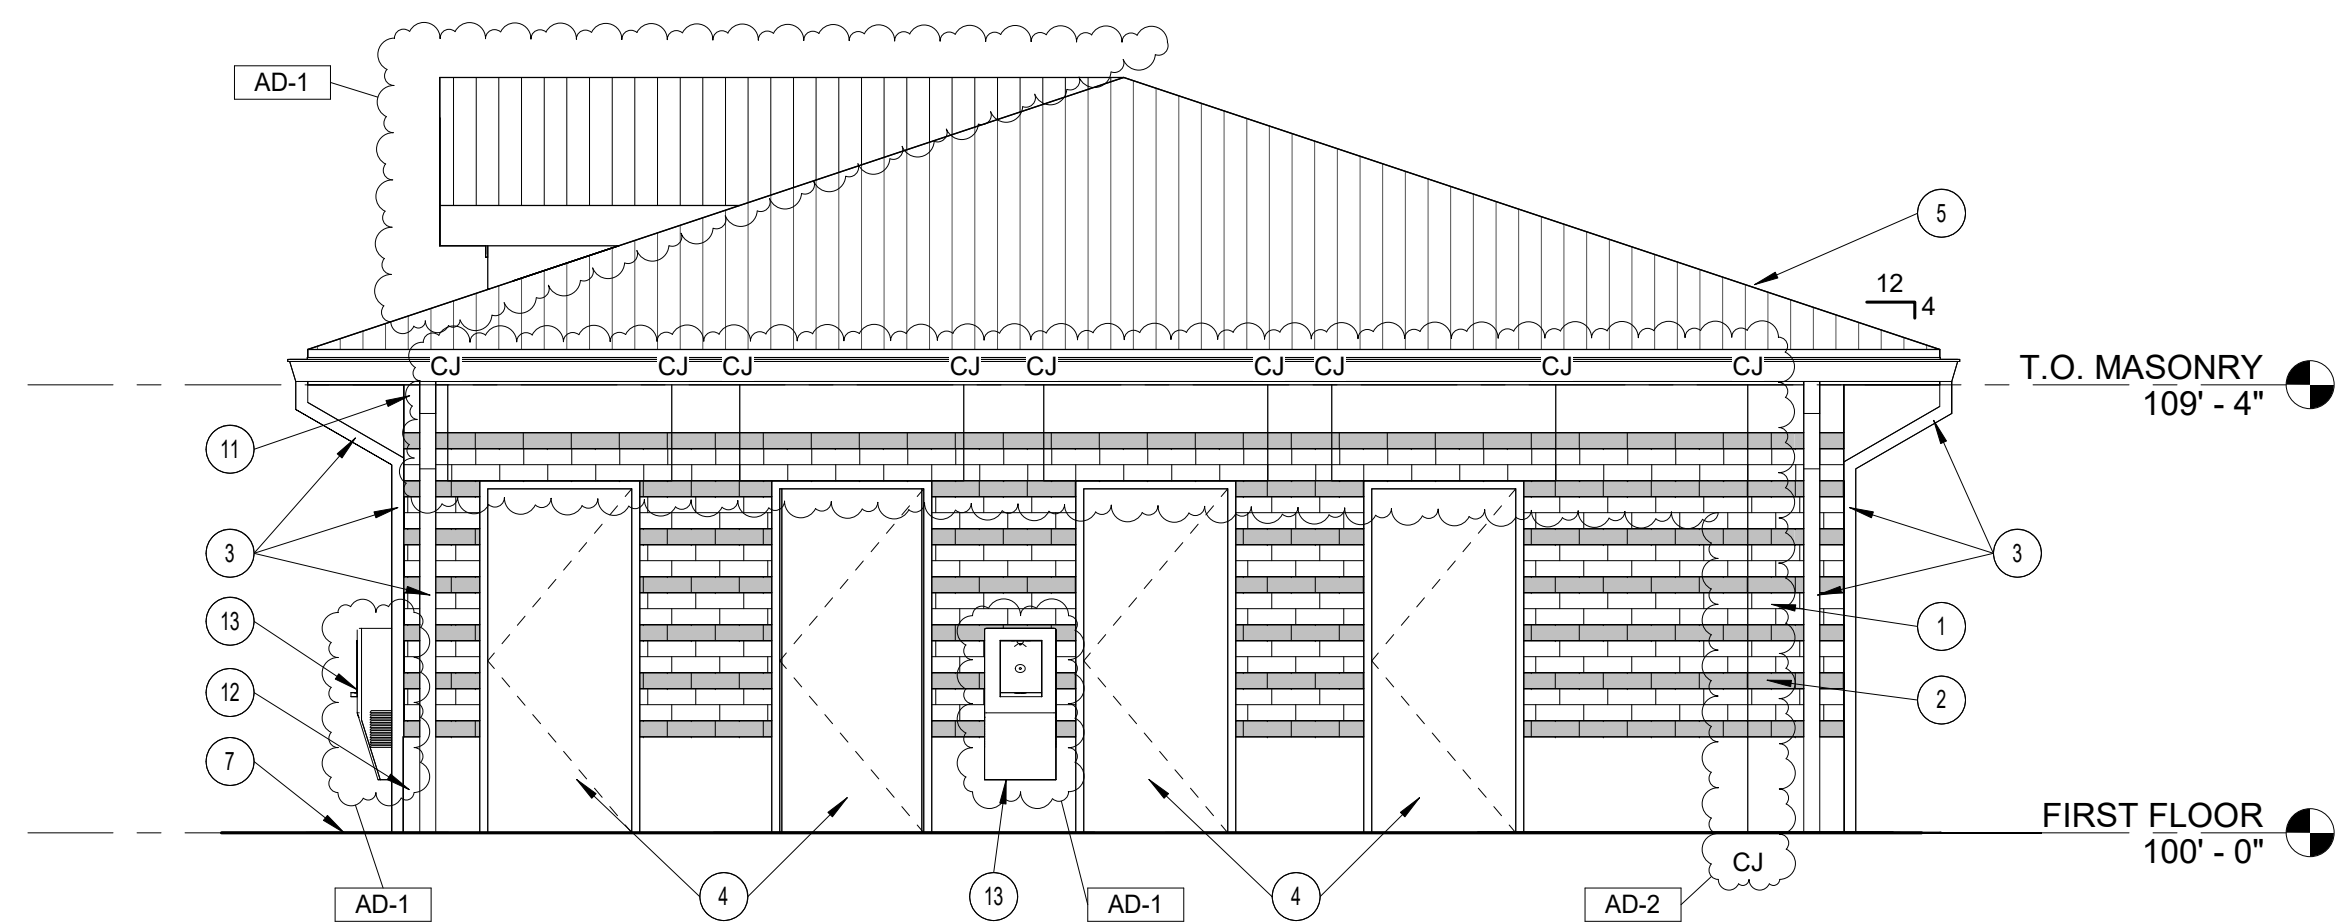 AD-1
5
12
4
CJ CJ CJ CJ CJ CJ CJ CJ CJ
T.O. MASONRY
109' - 4"
11
3
3
13
1
12
2
7
FIRST FLOOR
100' - 0"
CJ
AD-1
4
13
AD-1
4
AD-2